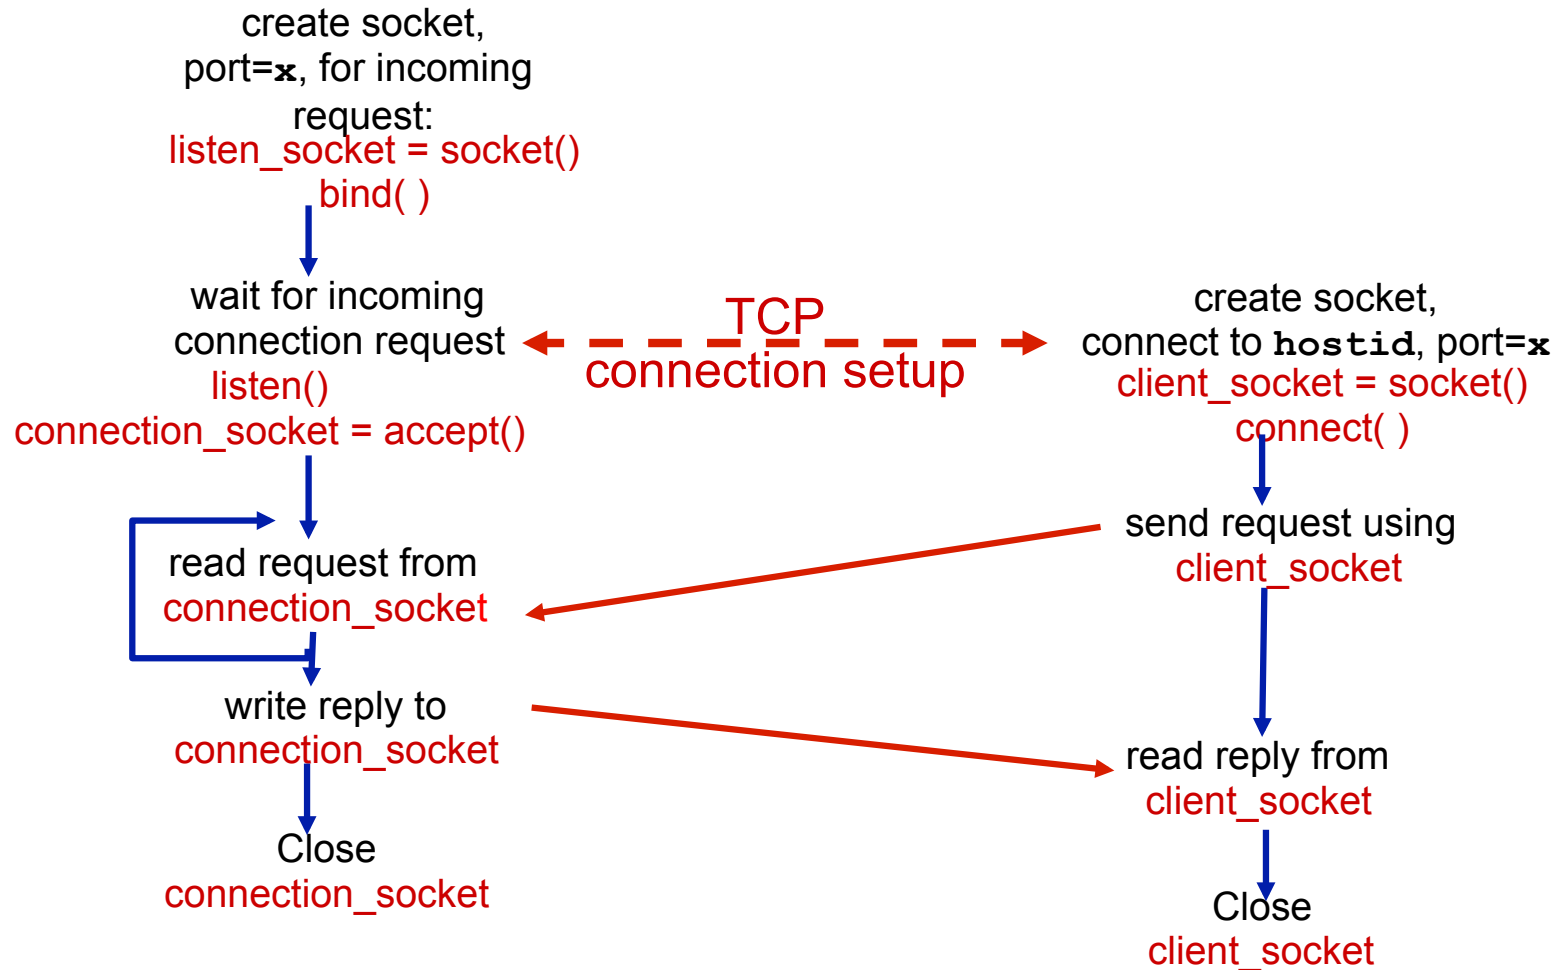 create socket,
port=x, for incoming
request:
listen_socket = socket()
bind( )
wait for incoming
connection request
listen()
connection_socket = accept()
TCP
connection setup
create socket,
connect to hostid, port=x
client_socket = socket()
connect( )
send request using
client_socket
read request from
connection_socket
write reply to
connection_socket
read reply from
client_socket
Close
connection_socket
Close
client_socket